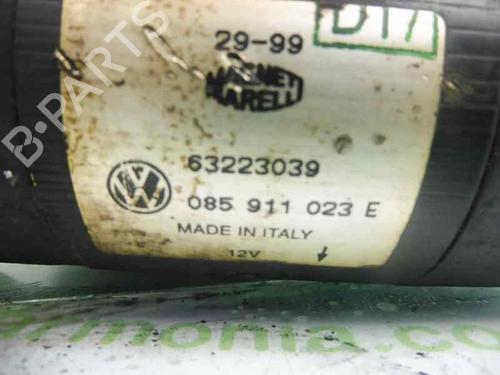 D17
29-99
MAGNETI
MARELLI
63223039
085 911 023 E
MADE IN ITALY
12V
B-PARTS